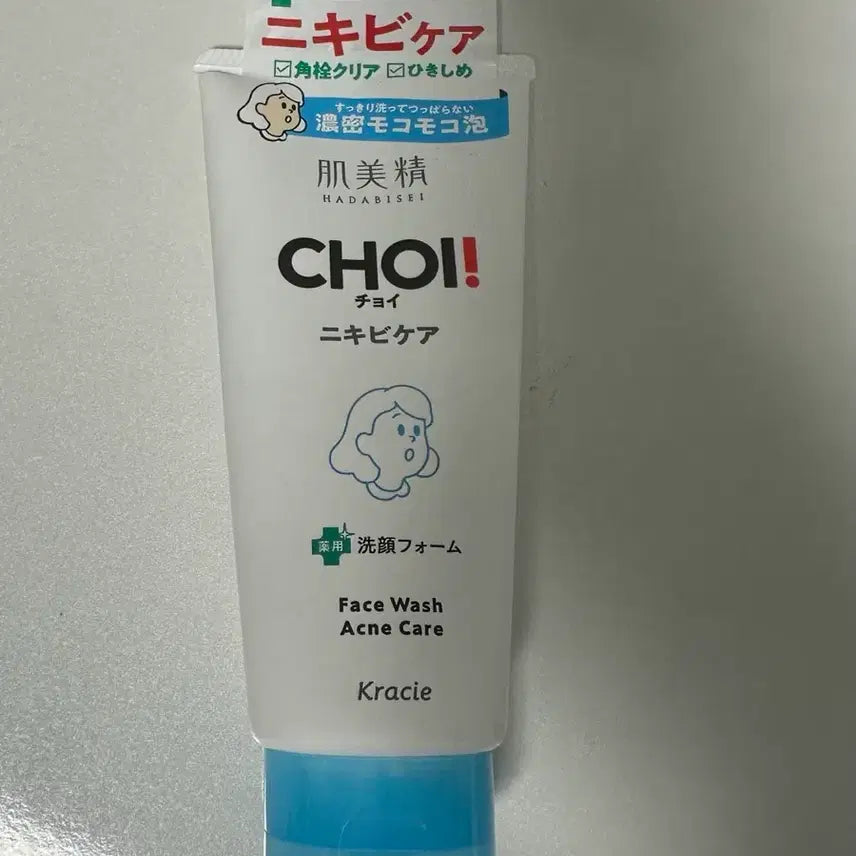 ニキビケア
☑角栓クリア ☑ひきしめ
すっきり洗ってつっぱらない
濃密モコモコ泡
肌美精
HADABISEI
CHOI!
チョイ
ニキビケア
薬用 洗顔フォーム
Face Wash
Acne Care
Kracie